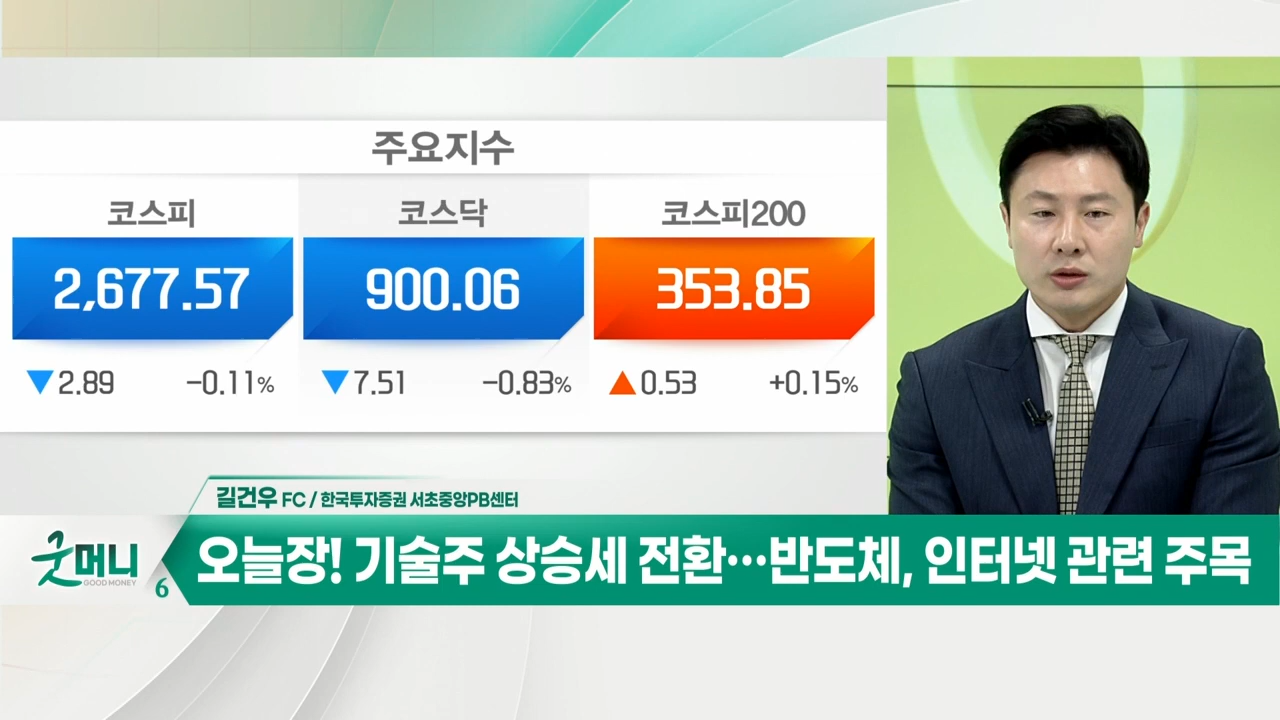 주요지수
코스피 코스닥 코스피200
2,677.57 900.06 353.85
▼2.89 -0.11% ▼7.51 -0.83% ▲0.53 +0.15%
길건우 FC / 한국투자증권 서초중앙PB센터
굿머니 GOOD MONEY 6
오늘장! 기술주 상승세 전환…반도체, 인터넷 관련 주목